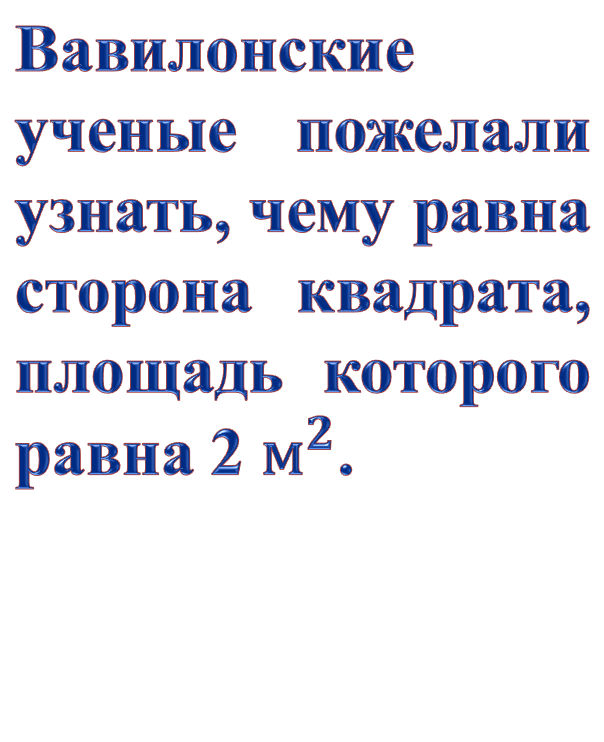 Вавилонские
ученые пожелали
узнать, чему равна
сторона квадрата,
площадь которого
равна 2 м².